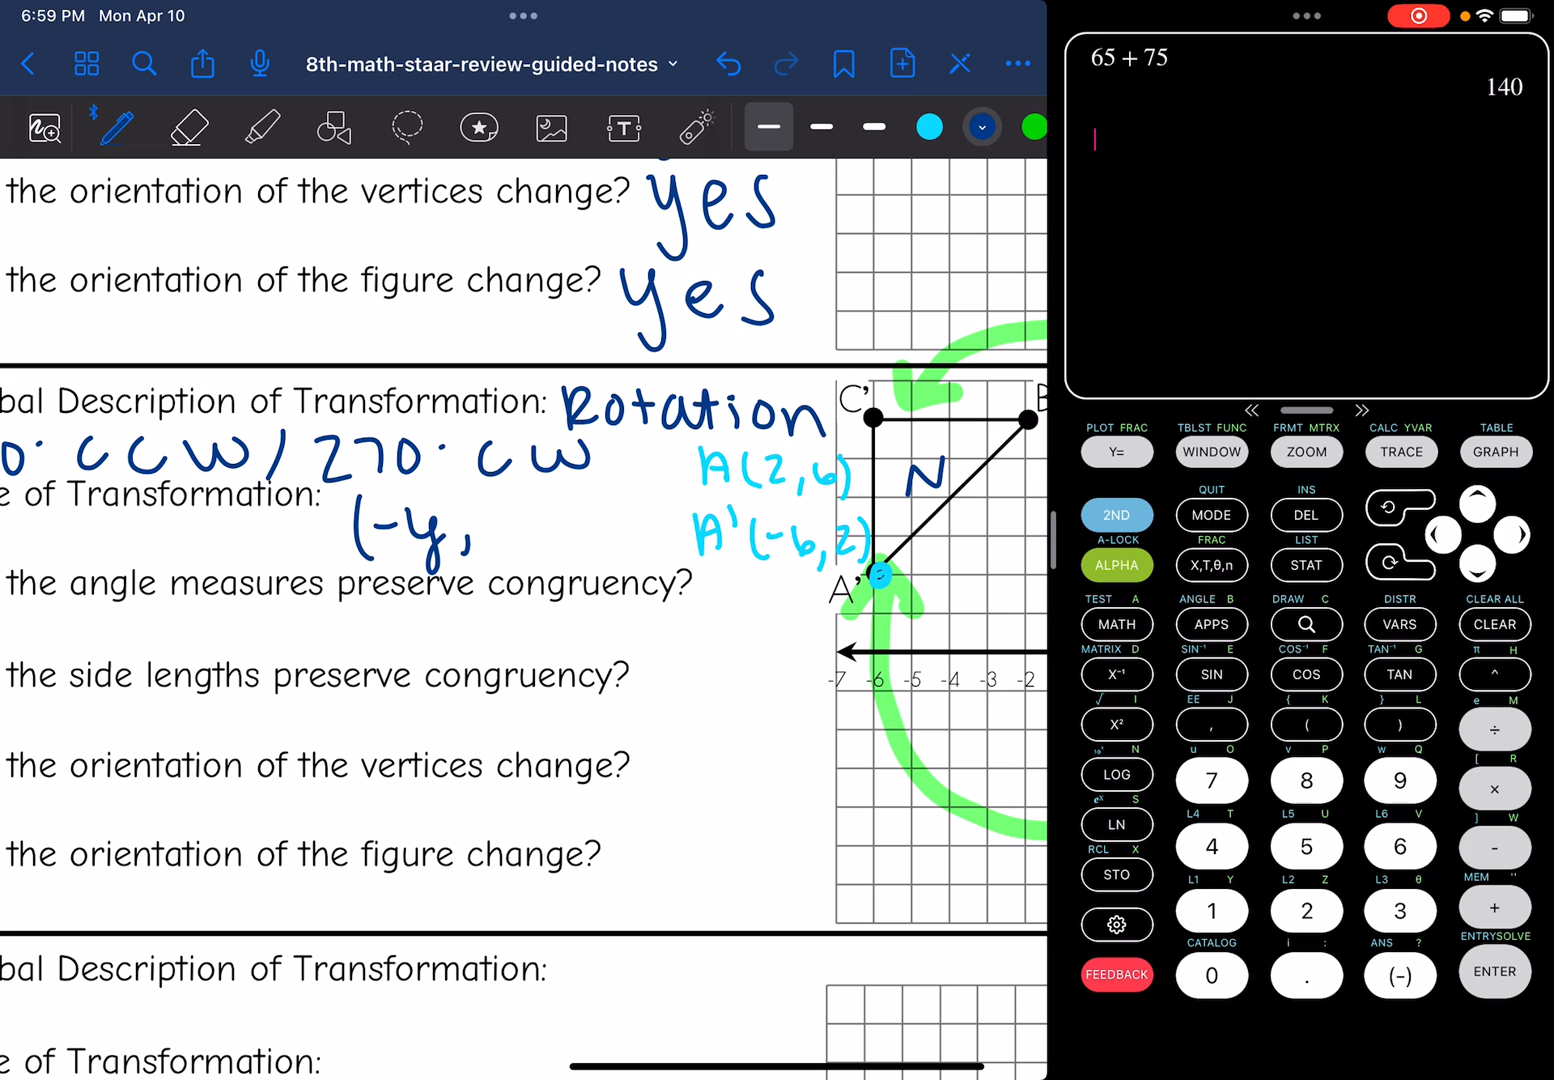 6:59 PM Mon Apr 10
8th-math-staar-review-guided-notes
the orientation of the vertices change? yes
the orientation of the figure change? yes
bal Description of Transformation: Rotation
0° CCW / 270° CW
e of Transformation:
(-y,
the angle measures preserve congruency?
the side lengths preserve congruency?
the orientation of the vertices change?
the orientation of the figure change?
bal Description of Transformation:
e of Transformation:
C'
B
A(2,6)
N
A'(-6,2)
A'
-7 -6 -5 -4 -3 -2
65 + 75
140
PLOT FRAC TBLST FUNC FRMT MTRX CALC YVAR TABLE
Y= WINDOW ZOOM TRACE GRAPH
QUIT INS
2ND MODE DEL
A-LOCK FRAC LIST
ALPHA X,T,θ,n STAT
TEST A ANGLE B DRAW C DISTR CLEAR ALL
MATH APPS VARS CLEAR
MATRIX D SIN⁻¹ E COS⁻¹ F TAN⁻¹ G π H
X⁻¹ SIN COS TAN ^
√ I EE J { K } L e M
X² , ( ) ÷
10ˣ N u O v P w Q [ R
LOG 7 8 9 ×
eˣ S L4 T L5 U L6 V ] W
LN 4 5 6 -
RCL X L1 Y L2 Z L3 θ MEM "
STO 1 2 3 +
CATALOG i : ANS ? ENTRY SOLVE
FEEDBACK 0 . (-) ENTER